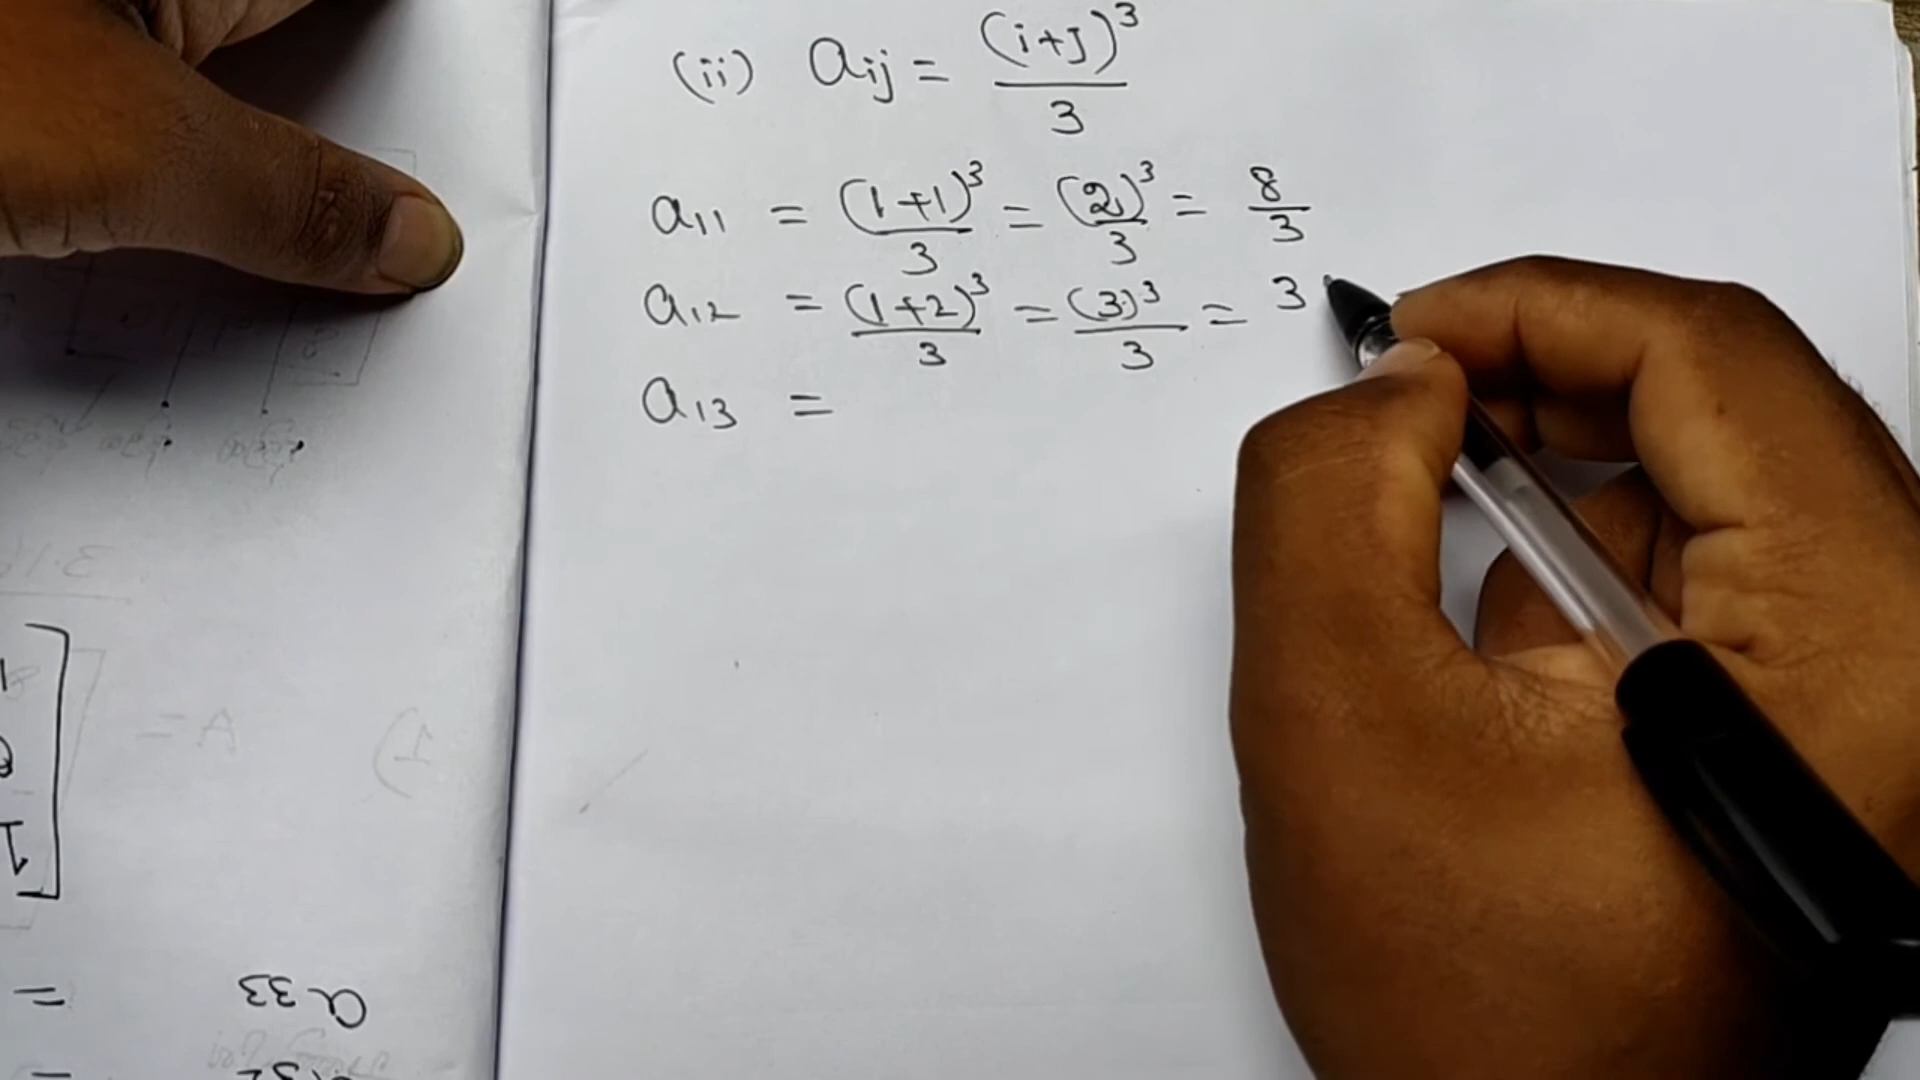 (ii) aij = (i+j)³/3
a11 = (1+1)³/3 = (2)³/3 = 8/3
a12 = (1+2)³/3 = (3)³/3 = 3
a13 =
a33 =